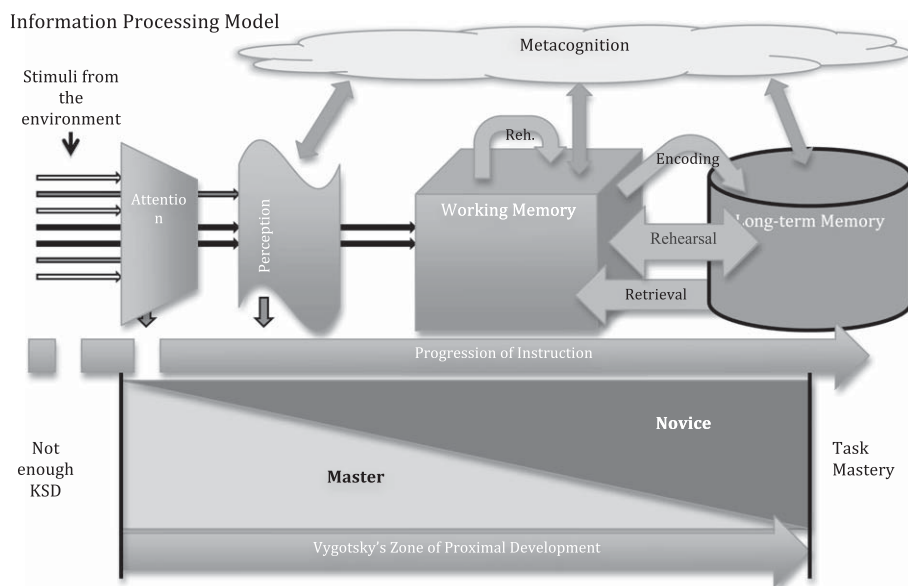 Information Processing Model
Metacognition
Stimuli from
the
environment
Reh.
Encoding
Attentio
n
Perception
Working Memory
Long-term Memory
Rehearsal
Retrieval
Progression of Instruction
Novice
Not
enough
KSD
Master
Task
Mastery
Vygotsky's Zone of Proximal Development